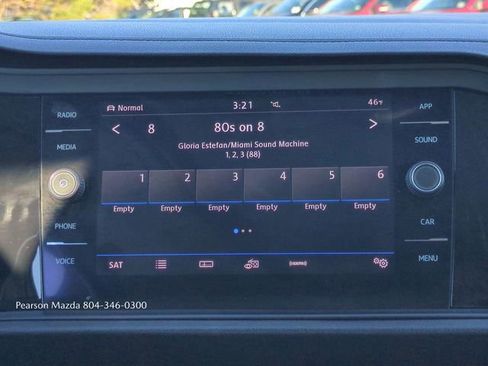 Normal 3:21 46°F
RADIO
MEDIA
PHONE
VOICE
< 8 80s on 8 >
Gloria Estefan/Miami Sound Machine
1, 2, 3 (88)
1 2 3 4 5 6
Empty Empty Empty Empty Empty Empty
SAT
APP
SOUND
CAR
MENU
Pearson Mazda 804-346-0300